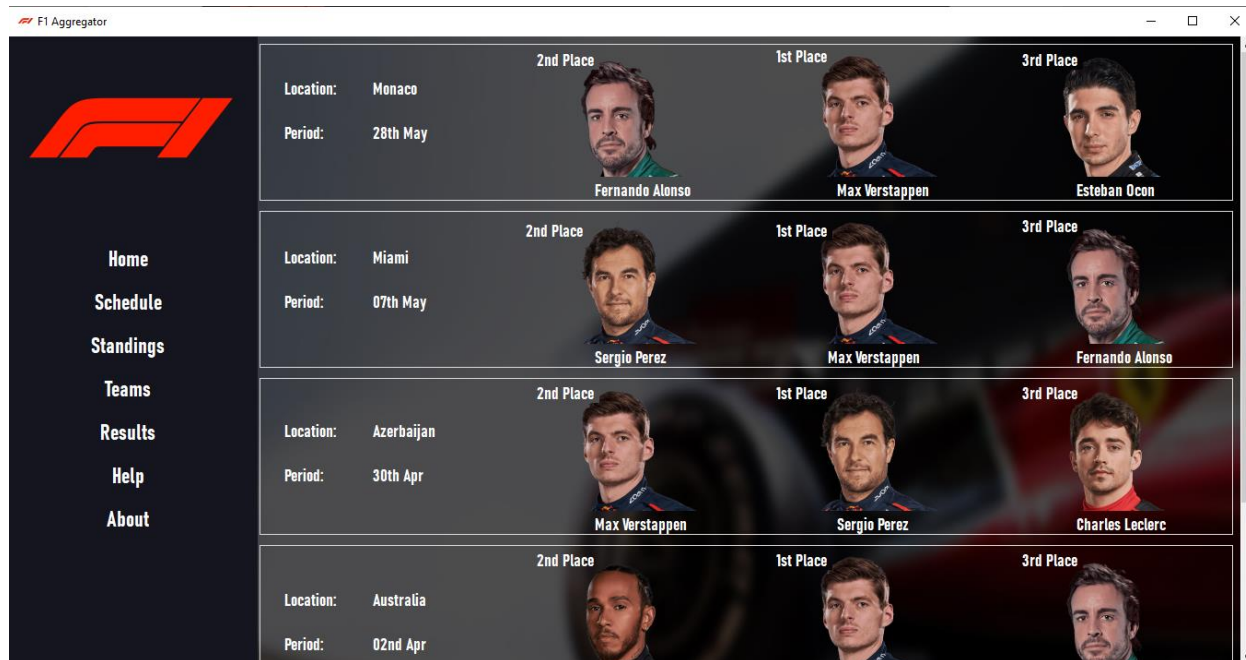 F1 Aggregator
Home
Schedule
Standings
Teams
Results
Help
About
Location: Monaco
Period: 28th May
2nd Place
Fernando Alonso
1st Place
Max Verstappen
3rd Place
Esteban Ocon
Location: Miami
Period: 07th May
2nd Place
Sergio Perez
1st Place
Max Verstappen
3rd Place
Fernando Alonso
Location: Azerbaijan
Period: 30th Apr
2nd Place
Max Verstappen
1st Place
Sergio Perez
3rd Place
Charles Leclerc
Location: Australia
Period: 02nd Apr
2nd Place
1st Place
3rd Place